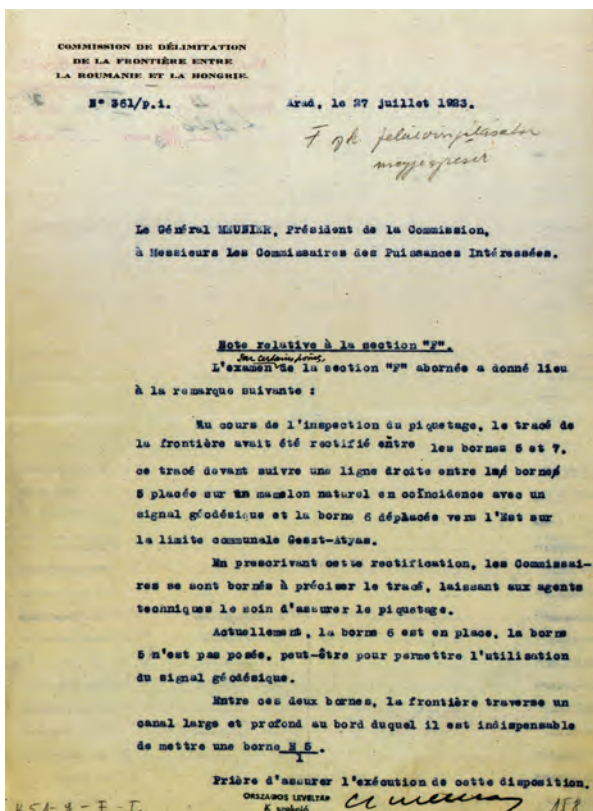 COMMISSION DE DÉLIMITATION
DE LA FRONTIÈRE ENTRE
LA ROUMANIE ET LA HONGRIE.
N° 361/p.i.
Arad, le 27 juillet 1923.
F gk
Le Général MEUNIER, Président de la Commission,
à Messieurs les Commissaires des Puissances Intéressées.
Note relative à la section "F".
sur certains points
L'examen de la section "F" abornée a donné lieu
à la remarque suivante :
Au cours de l'inspection du piquetage, le tracé de
la frontière avait été rectifié entre les bornes 5 et 7,
ce tracé devant suivre une ligne droite entre la borne
5 placée sur un mamelon naturel en coïncidence avec un
signal géodésique et la borne 6 déplacée vers l'Est sur
la limite communale Geszt-Atyas.
En prescrivant cette rectification, les Commissai-
res se sont bornés à préciser le tracé, laissant aux agents
techniques le soin d'assurer le piquetage.
Actuellement, la borne 6 est en place, la borne
5 n'est pas posée, peut-être pour permettre l'utilisation
du signal géodésique.
Entre ces deux bornes, la frontière traverse un
canal large et profond au bord duquel il est indispensable
de mettre une borne N 5.
1
Prière d'assurer l'exécution de cette disposition.
ORSZÁGOS LEVÉLTÁR
K szekció
158